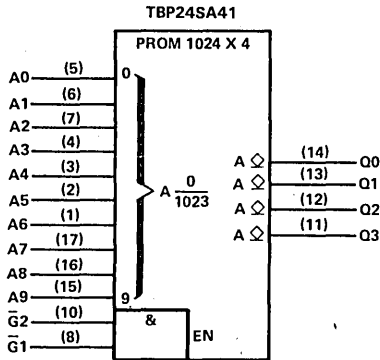 TBP24SA41
PROM 1024 X 4
A0 (5) 0
A1 (6)
A2 (7)
A3 (4)
A4 (3)
A5 (2)
A6 (1)
A7 (17)
A8 (16)
A9 (15) 9
G̅2 (10) &
G̅1 (8) EN
A 0/1023
A ◇ (14) Q0
A ◇ (13) Q1
A ◇ (12) Q2
A ◇ (11) Q3